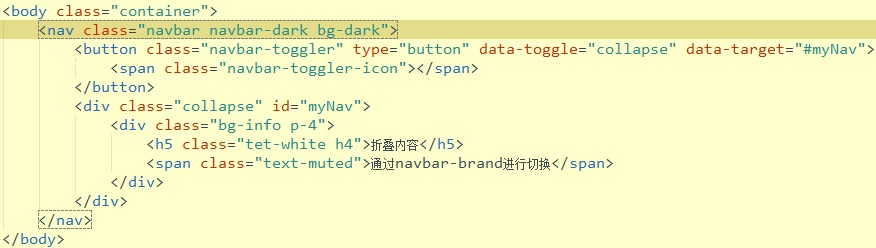 <body class="container">
<nav class="navbar navbar-dark bg-dark">
<button class="navbar-toggler" type="button" data-toggle="collapse" data-target="#myNav">
<span class="navbar-toggler-icon"></span>
</button>
<div class="collapse" id="myNav">
<div class="bg-info p-4">
<h5 class="tet-white h4">折叠内容</h5>
<span class="text-muted">通过navbar-brand进行切换</span>
</div>
</div>
</nav>
</body>